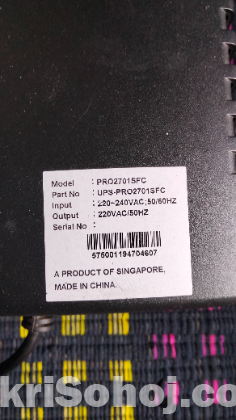 Model : PRO2701SFC
Part No : UPS-PRO2701SFC
Input : 220~240VAC;50/60HZ
Output : 220VAC/50HZ
Serial No :
575001194704607
A PRODUCT OF SINGAPORE,
MADE IN CHINA.
kriSohoj.com